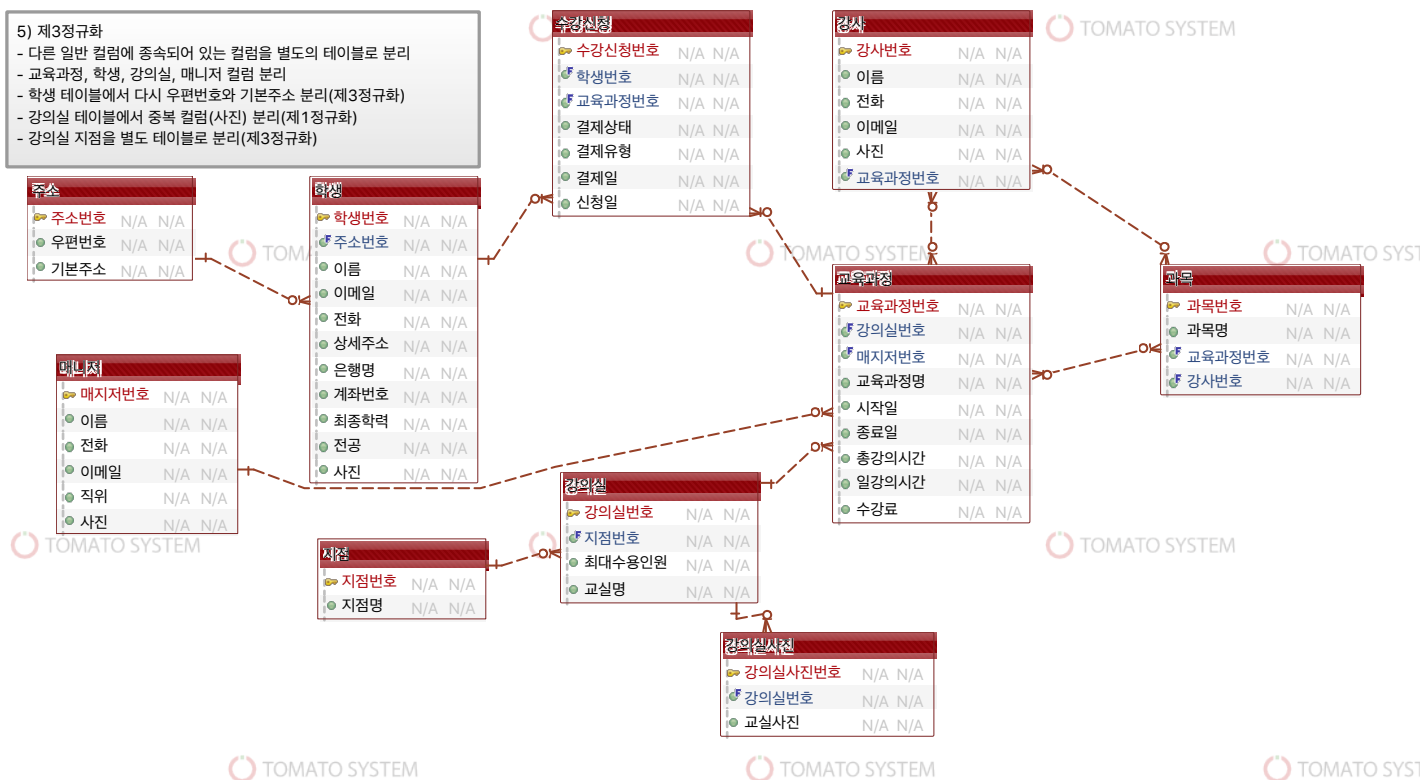 5) 제3정규화
- 다른 일반 컬럼에 종속되어 있는 컬럼을 별도의 테이블로 분리
- 교육과정, 학생, 강의실, 매니저 컬럼 분리
- 학생 테이블에서 다시 우편번호와 기본주소 분리(제3정규화)
- 강의실 테이블에서 중복 컬럼(사진) 분리(제1정규화)
- 강의실 지점을 별도 테이블로 분리(제3정규화)
수강신청
수강신청번호 N/A N/A
학생번호 N/A N/A
교육과정번호 N/A N/A
결제상태 N/A N/A
결제유형 N/A N/A
결제일 N/A N/A
신청일 N/A N/A
강사
강사번호 N/A N/A
이름 N/A N/A
전화 N/A N/A
이메일 N/A N/A
사진 N/A N/A
교육과정번호 N/A N/A
TOMATO SYSTEM
주소
주소번호 N/A N/A
우편번호 N/A N/A
기본주소 N/A N/A
학생
학생번호 N/A N/A
주소번호 N/A N/A
이름 N/A N/A
이메일 N/A N/A
전화 N/A N/A
상세주소 N/A N/A
은행명 N/A N/A
계좌번호 N/A N/A
최종학력 N/A N/A
전공 N/A N/A
사진 N/A N/A
TOMA
TOMATO SYSTEM
TOMATO SYST
교육과정
교육과정번호 N/A N/A
강의실번호 N/A N/A
매지저번호 N/A N/A
교육과정명 N/A N/A
시작일 N/A N/A
종료일 N/A N/A
총강의시간 N/A N/A
일강의시간 N/A N/A
수강료 N/A N/A
과목
과목번호 N/A N/A
과목명 N/A N/A
교육과정번호 N/A N/A
강사번호 N/A N/A
매니저
매지저번호 N/A N/A
이름 N/A N/A
전화 N/A N/A
이메일 N/A N/A
직위 N/A N/A
사진 N/A N/A
강의실
강의실번호 N/A N/A
지점번호 N/A N/A
최대수용인원 N/A N/A
교실명 N/A N/A
TOMATO SYSTEM
TOMATO SYSTEM
지점
지점번호 N/A N/A
지점명 N/A N/A
강의실사진
강의실사진번호 N/A N/A
강의실번호 N/A N/A
교실사진 N/A N/A
TOMATO SYSTEM
TOMATO SYSTEM
TOMATO SYST